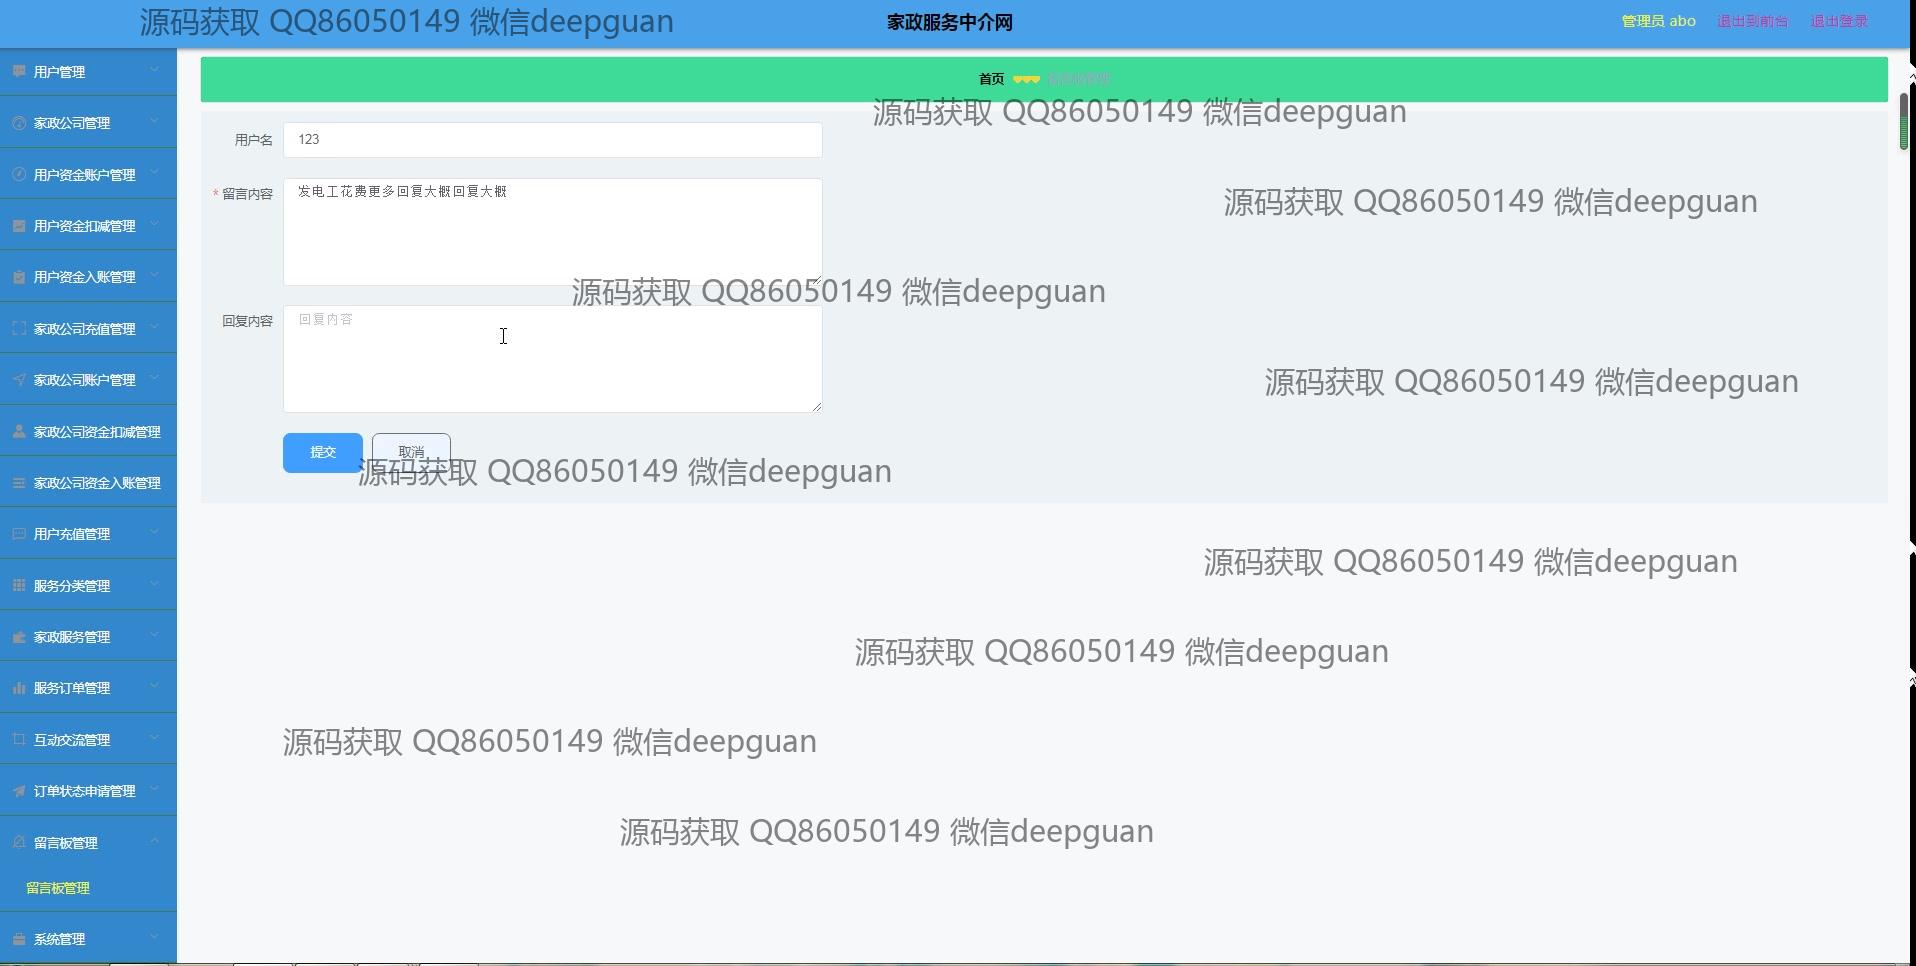 源码获取 QQ86050149 微信deepguan
家政服务中介网
管理员 abo
退出到前台
退出登录
用户管理
首页
留言板管理
源码获取 QQ86050149 微信deepguan
家政公司管理
用户名
123
用户资金账户管理
* 留言内容
发电工花费更多回复大概回复大概
源码获取 QQ86050149 微信deepguan
用户资金扣减管理
用户资金入账管理
源码获取 QQ86050149 微信deepguan
家政公司充值管理
回复内容
回复内容
家政公司账户管理
源码获取 QQ86050149 微信deepguan
家政公司资金扣减管理
提交
取消
源码获取 QQ86050149 微信deepguan
家政公司资金入账管理
用户充值管理
源码获取 QQ86050149 微信deepguan
服务分类管理
家政服务管理
源码获取 QQ86050149 微信deepguan
服务订单管理
互动交流管理
源码获取 QQ86050149 微信deepguan
订单状态申请管理
源码获取 QQ86050149 微信deepguan
留言板管理
留言板管理
系统管理